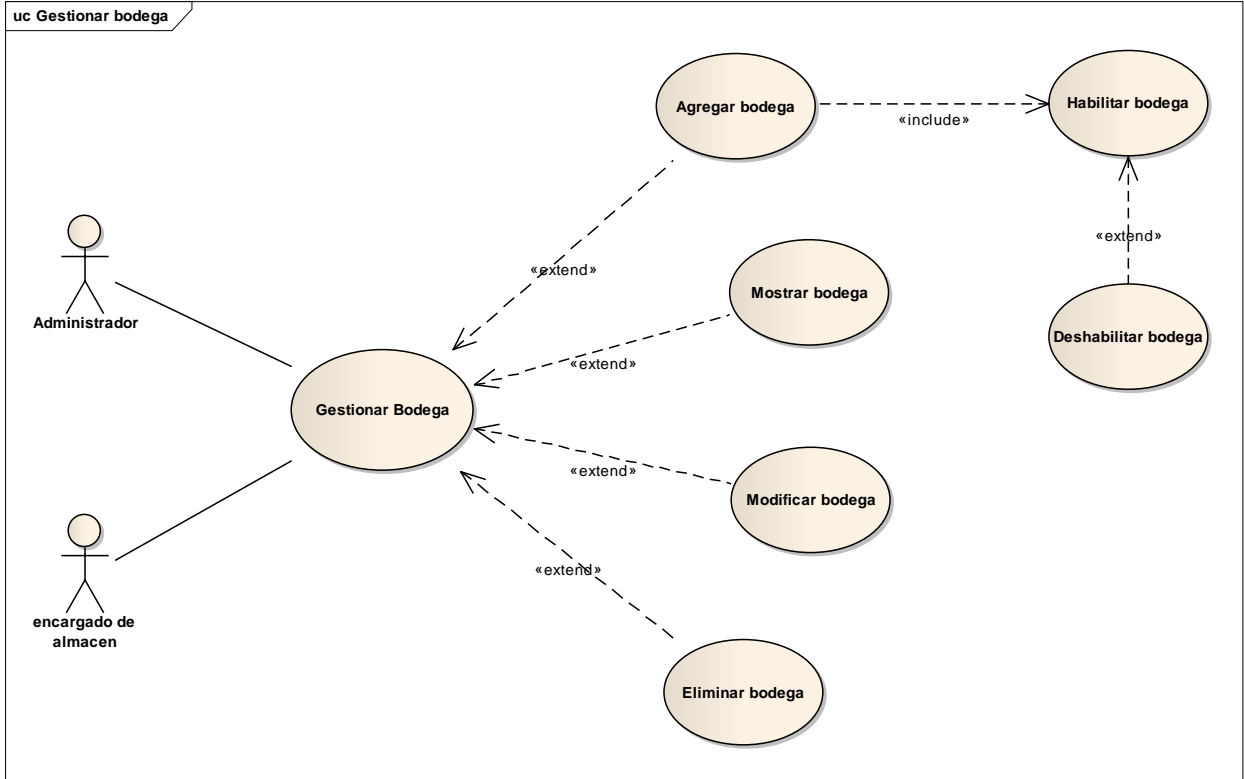 uc Gestionar bodega
Agregar bodega
«include»
Habilitar bodega
«extend»
«extend»
Mostrar bodega
Administrador
Deshabilitar bodega
«extend»
Gestionar Bodega
«extend»
Modificar bodega
«extend»
encargado de
almacen
Eliminar bodega